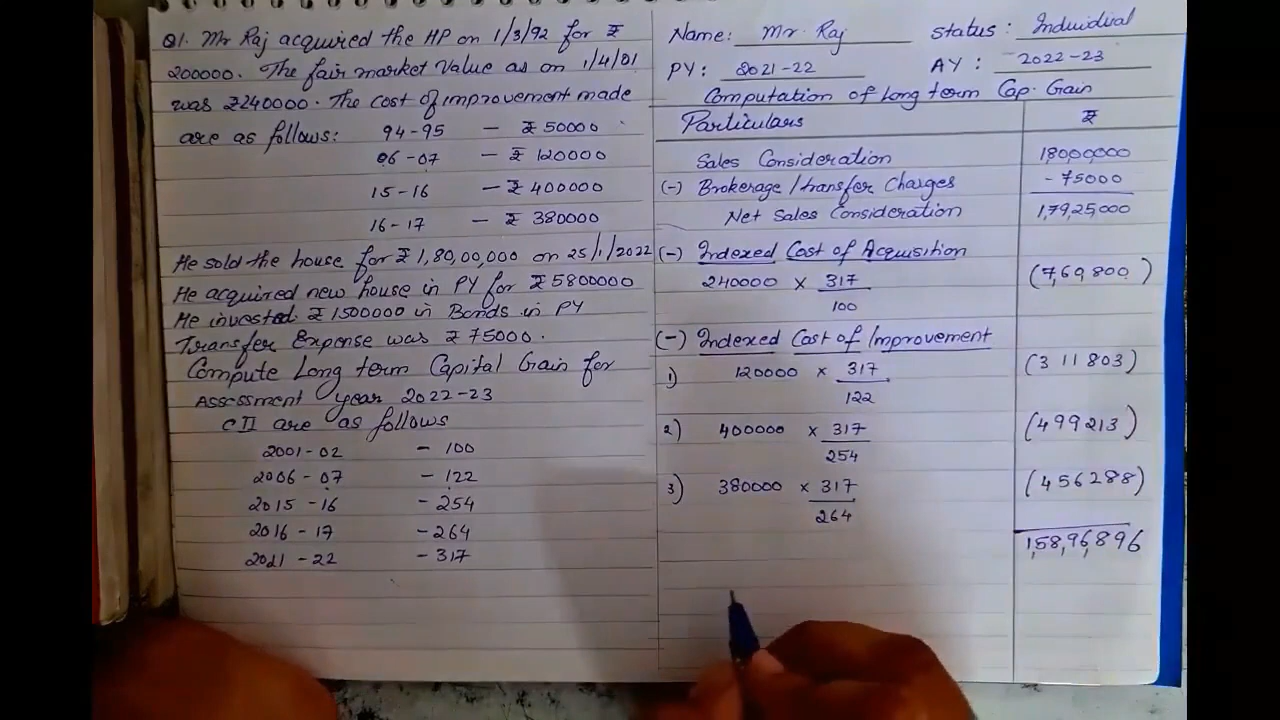 Q1. Mr Raj acquired the HP on 1/3/92 for ₹
200000. The fair market value as on 1/4/01
was ₹240000. The cost of improvement made
are as follows: 94-95 - ₹ 50000
06-07 - ₹ 120000
15-16 - ₹ 400000
16-17 - ₹ 380000
He sold the house for ₹ 1,80,00,000 on 25/1/2022
He acquired new house in PY for ₹ 5800000
He invested ₹ 1500000 in Bonds in PY
Transfer Expense was ₹ 75000.
Compute Long term Capital Gain for
Assessment year 2022-23
CII are as follows
2001-02 - 100
2006-07 - 122
2015-16 - 254
2016-17 - 264
2021-22 - 317
Name: Mr. Raj Status: Individual
PY: 2021-22 AY: 2022-23
Computation of Long term Cap. Gain
Particulars ₹
Sales Consideration 18000000
(-) Brokerage/transfer Charges -75000
Net Sales Consideration 1,79,25,000
(-) Indexed Cost of Acquisition
240000 × 317 (7,60,800)
100
(-) Indexed Cost of Improvement
1) 120000 × 317 (311803)
122
2) 400000 × 317 (499213)
254
3) 380000 × 317 (456288)
264
1,58,96,896